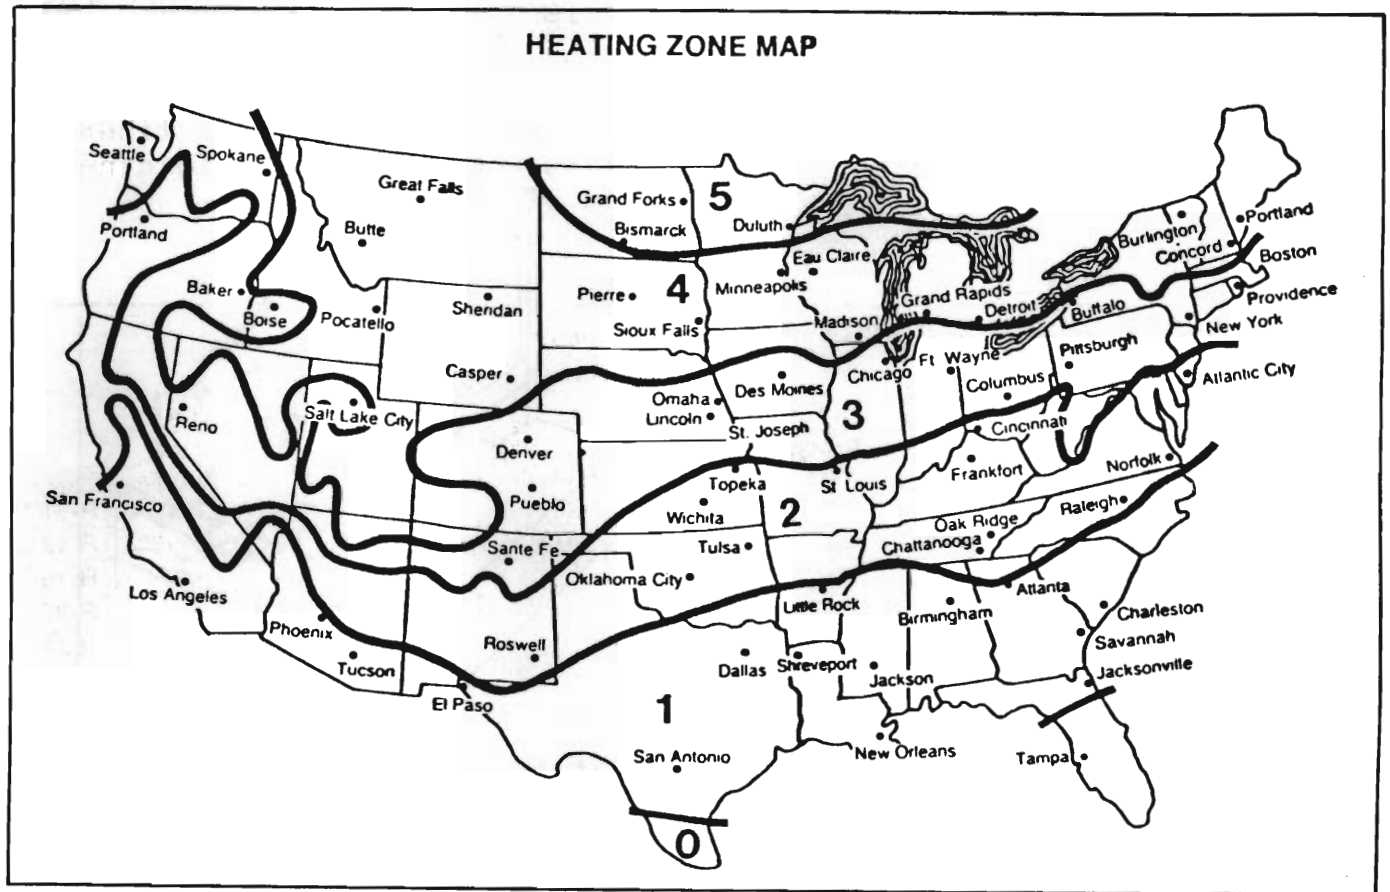 HEATING ZONE MAP
Seattle
Spokane
Great Falls
Grand Forks
5
Portland
Butte
Bismarck
Duluth
Burlington
Portland
Concord
Eau Claire
Boston
Baker
Boise
Pocatello
Sheridan
Pierre
4
Minneapolis
Grand Rapids
Detroit
Buffalo
Providence
Sioux Falls
Madison
New York
Casper
Chicago
Ft Wayne
Pittsburgh
Des Moines
Columbus
Atlantic City
Omaha
Lincoln
Reno
Salt Lake City
3
St. Joseph
Cincinnati
Denver
Frankfort
Norfolk
San Francisco
Pueblo
Topeka
St Louis
Wichita
2
Raleigh
Oak Ridge
Sante Fe
Tulsa
Chattanooga
Los Angeles
Oklahoma City
Little Rock
Atlanta
Birmingham
Charleston
Phoenix
Roswell
Savannah
Tucson
Dallas
Shreveport
Jackson
Jacksonville
El Paso
1
San Antonio
New Orleans
Tampa
0